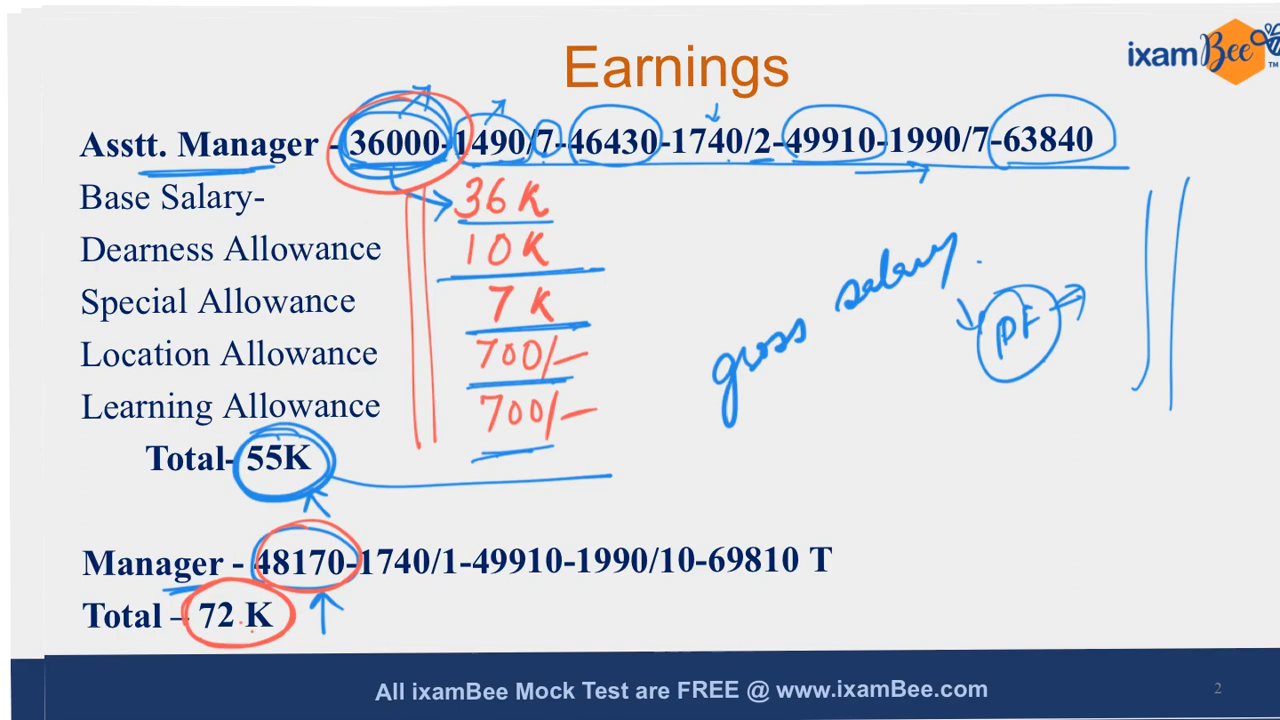 Earnings
ixamBee TM
Asstt. Manager - 36000-1490/7-46430-1740/2-49910-1990/7-63840
Base Salary- 36 K
Dearness Allowance 10 K
Special Allowance 7 K
Location Allowance 700/-
Learning Allowance 700/-
gross salary
PF
Total- 55K
Manager - 48170-1740/1-49910-1990/10-69810 T
Total – 72 K
All ixamBee Mock Test are FREE @ www.ixamBee.com
2